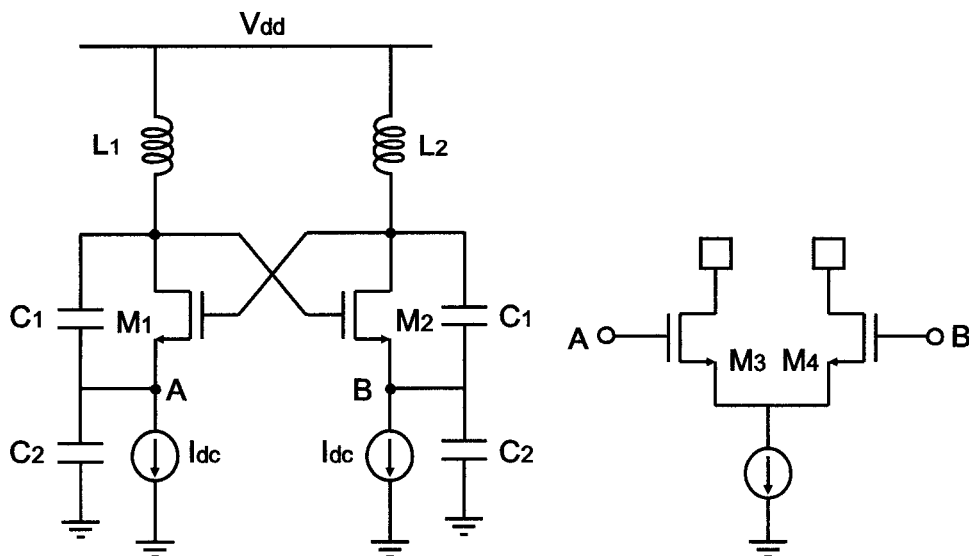 Vdd
L1 L2
C1 M1 M2 C1
A B
C2 Idc Idc C2
A M3 M4 B